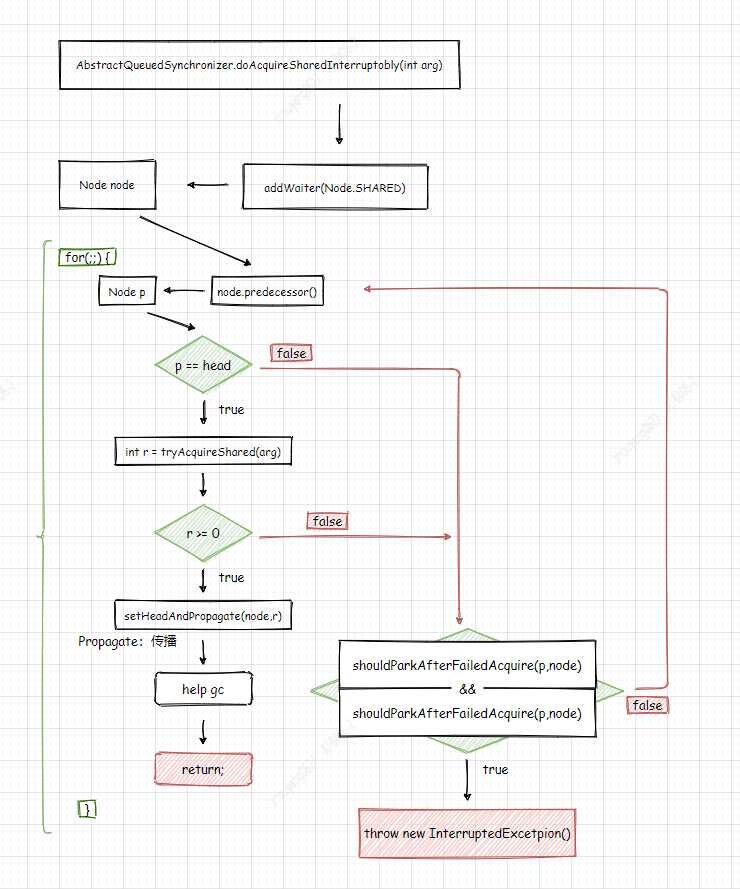 AbstractQueuedSynchronizer.doAcquireSharedInterruptobly(int arg)
Node node
addWaiter(Node.SHARED)
for(;;) {
Node p
node.predecessor()
p == head
false
true
int r = tryAcquireShared(arg)
r >= 0
false
true
setHeadAndPropagate(node,r)
Propagate：传播
help gc
return;
}
shouldParkAfterFailedAcquire(p,node)
&&
shouldParkAfterFailedAcquire(p,node)
false
true
throw new InterruptedExcetpion()